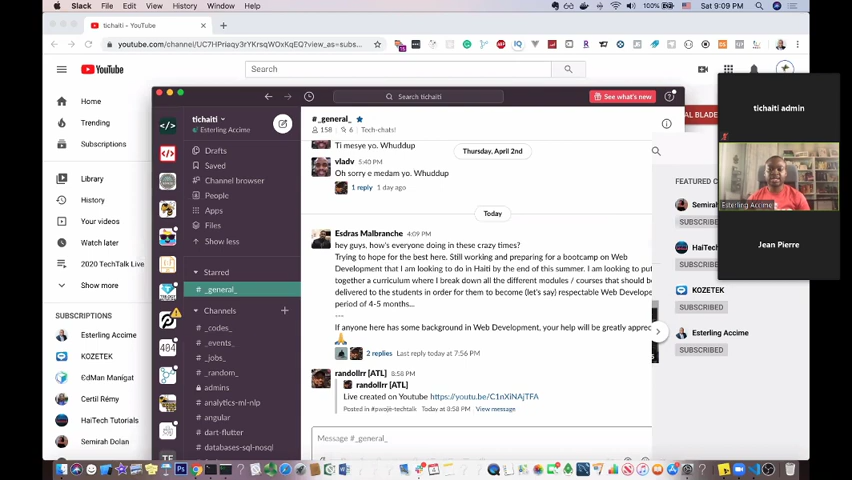 Slack File Edit View History Window Help
100% Sat 9:09 PM
tichaiti - YouTube
youtube.com/channel/UC7HPriaqy3rYKrsqWOxKqEQ?view_as=subs...
YouTube
Search
Home
Trending
Subscriptions
Library
History
Your videos
Watch later
2020 TechTalk Live
Show more
SUBSCRIPTIONS
Esterling Accime
KOZETEK
€dMan Manigat
Certil Rémy
HaiTech Tutorials
Semirah Dolan
Search tichaiti
See what's new
tichaiti
Esterling Accime
Drafts
Saved
Channel browser
People
Apps
Files
Show less
Starred
# _general_
Channels
# _codes_
# _events_
# _jobs_
# _random_
admins
# analytics-ml-nlp
# angular
# dart-flutter
# databases-sql-nosql
404
# _general_
158 6 Tech-chats!
Ti mesye yo. Whuddup
Thursday, April 2nd
vladv 5:40 PM
Oh sorry e medam yo. Whuddup
1 reply 1 day ago
Today
Esdras Malbranche 4:09 PM
hey guys, how's everyone doing in these crazy times?
Trying to hope for the best here. Still working and preparing for a bootcamp on Web
Development that I am looking to do in Haiti by the end of this summer. I am looking to put
together a curriculum where I break down all the different modules / courses that should be
delivered to the students in order for them to become (let's say) respectable Web Develope
period of 4-5 months...
---
If anyone here has some background in Web Development, your help will be greatly apprec
2 replies Last reply today at 7:56 PM
randollrr [ATL] 8:58 PM
randollrr [ATL]
Live created on Youtube https://youtu.be/C1nXiNAjTFA
Posted in #pwojè-techtalk Today at 8:58 PM View message
Message #_general_
AL BLADE
FEATURED C
Semirah
SUBSCRIBED
HaiTech
SUBSCRIBED
KOZETEK
SUBSCRIBED
Esterling Accime
SUBSCRIBED
tichaiti admin
Esterling Accime
Jean Pierre